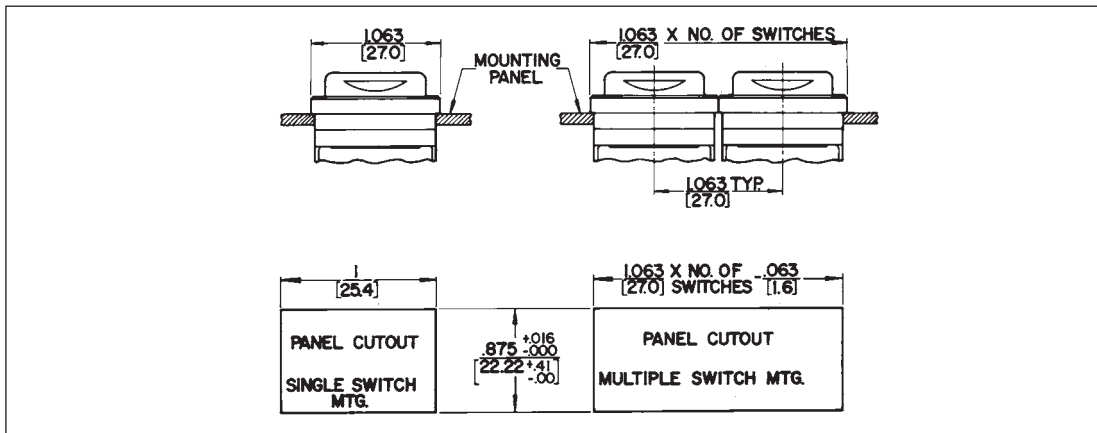 1.063
[27.0]
MOUNTING
PANEL
1.063 X NO. OF SWITCHES
[27.0]
1.063 TYP.
[27.0]
1
[25.4]
PANEL CUTOUT
SINGLE SWITCH
MTG.
.875 +.016 -.000
[22.22 +.41 -.00]
1.063 X NO. OF - .063
[27.0] SWITCHES [1.6]
PANEL CUTOUT
MULTIPLE SWITCH MTG.